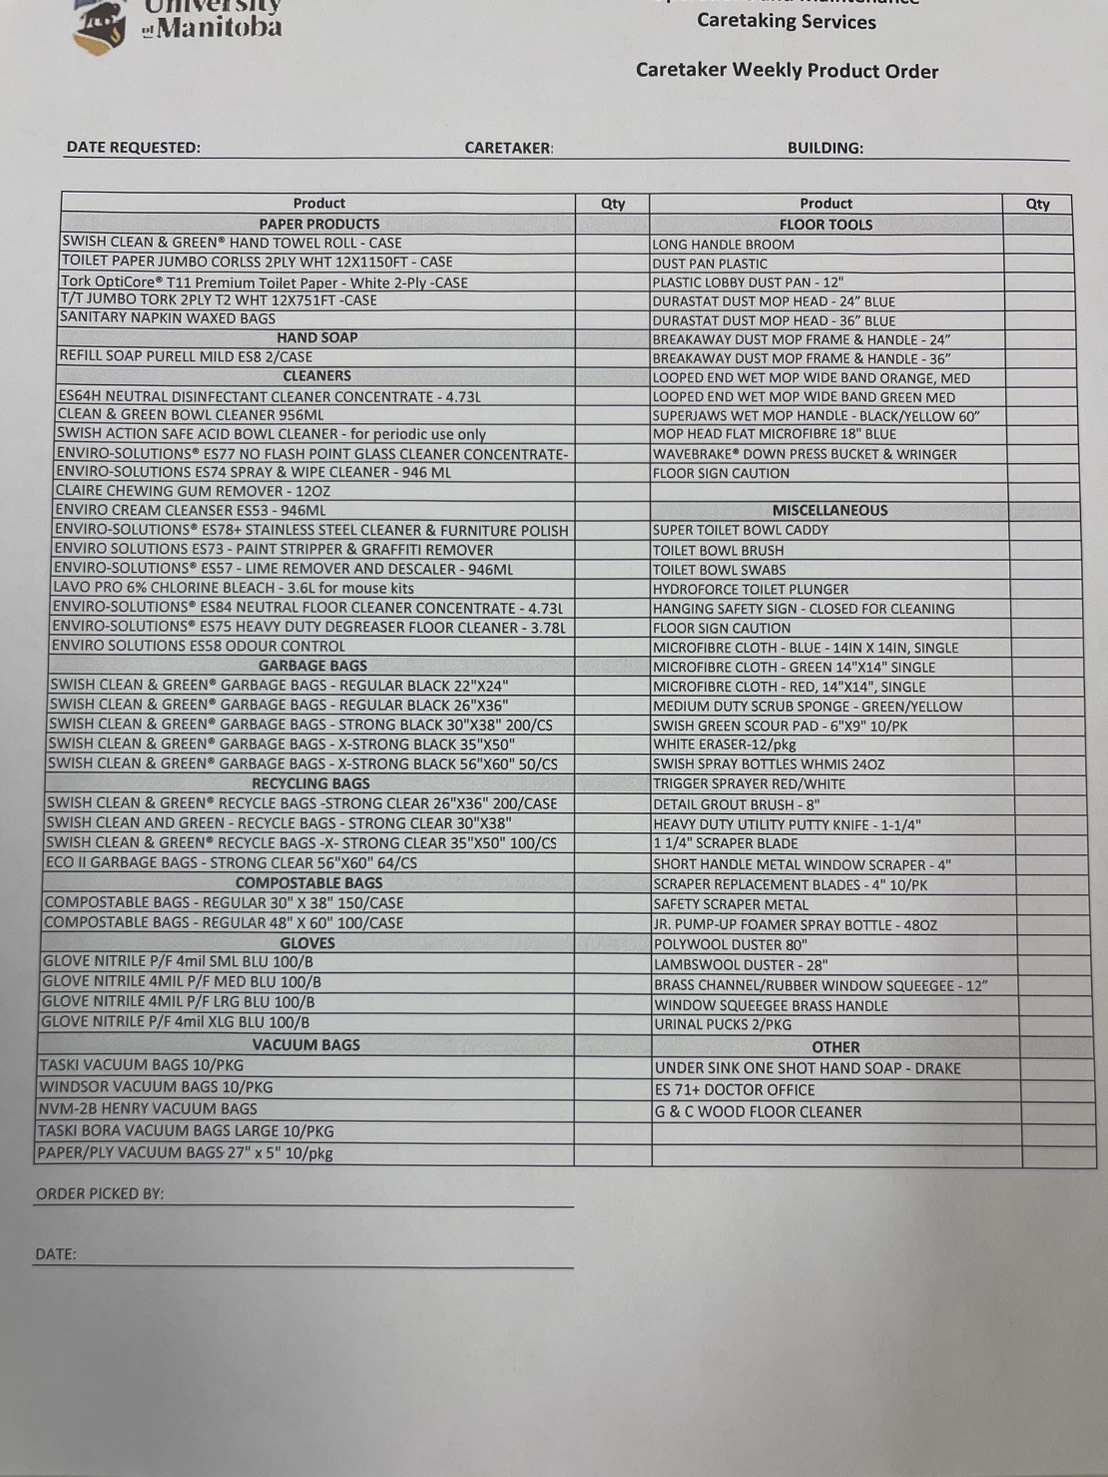 University
of Manitoba
Caretaking Services
Caretaker Weekly Product Order
DATE REQUESTED: CARETAKER: BUILDING:
Product Qty Product Qty
PAPER PRODUCTS FLOOR TOOLS
SWISH CLEAN & GREEN® HAND TOWEL ROLL - CASE LONG HANDLE BROOM
TOILET PAPER JUMBO CORLSS 2PLY WHT 12X1150FT - CASE DUST PAN PLASTIC
Tork OptiCore® T11 Premium Toilet Paper - White 2-Ply -CASE PLASTIC LOBBY DUST PAN - 12"
T/T JUMBO TORK 2PLY T2 WHT 12X751FT -CASE DURASTAT DUST MOP HEAD - 24” BLUE
SANITARY NAPKIN WAXED BAGS DURASTAT DUST MOP HEAD - 36” BLUE
HAND SOAP BREAKAWAY DUST MOP FRAME & HANDLE - 24”
REFILL SOAP PURELL MILD ES8 2/CASE BREAKAWAY DUST MOP FRAME & HANDLE - 36”
CLEANERS LOOPED END WET MOP WIDE BAND ORANGE, MED
ES64H NEUTRAL DISINFECTANT CLEANER CONCENTRATE - 4.73L LOOPED END WET MOP WIDE BAND GREEN MED
CLEAN & GREEN BOWL CLEANER 956ML SUPERJAWS WET MOP HANDLE - BLACK/YELLOW 60”
SWISH ACTION SAFE ACID BOWL CLEANER - for periodic use only MOP HEAD FLAT MICROFIBRE 18" BLUE
ENVIRO-SOLUTIONS® ES77 NO FLASH POINT GLASS CLEANER CONCENTRATE- WAVEBRAKE® DOWN PRESS BUCKET & WRINGER
ENVIRO-SOLUTIONS ES74 SPRAY & WIPE CLEANER - 946 ML FLOOR SIGN CAUTION
CLAIRE CHEWING GUM REMOVER - 12OZ
ENVIRO CREAM CLEANSER ES53 - 946ML MISCELLANEOUS
ENVIRO-SOLUTIONS® ES78+ STAINLESS STEEL CLEANER & FURNITURE POLISH SUPER TOILET BOWL CADDY
ENVIRO SOLUTIONS ES73 - PAINT STRIPPER & GRAFFITI REMOVER TOILET BOWL BRUSH
ENVIRO-SOLUTIONS ES57 - LIME REMOVER AND DESCALER - 946ML TOILET BOWL SWABS
LAVO PRO 6% CHLORINE BLEACH - 3.6L for mouse kits HYDROFORCE TOILET PLUNGER
ENVIRO-SOLUTIONS® ES84 NEUTRAL FLOOR CLEANER CONCENTRATE - 4.73L HANGING SAFETY SIGN - CLOSED FOR CLEANING
ENVIRO-SOLUTIONS® ES75 HEAVY DUTY DEGREASER FLOOR CLEANER - 3.78L FLOOR SIGN CAUTION
ENVIRO SOLUTIONS ES58 ODOUR CONTROL MICROFIBRE CLOTH - BLUE - 14IN X 14IN, SINGLE
GARBAGE BAGS MICROFIBRE CLOTH - GREEN 14"X14" SINGLE
SWISH CLEAN & GREEN® GARBAGE BAGS - REGULAR BLACK 22"X24" MICROFIBRE CLOTH - RED, 14"X14", SINGLE
SWISH CLEAN & GREEN® GARBAGE BAGS - REGULAR BLACK 26"X36" MEDIUM DUTY SCRUB SPONGE - GREEN/YELLOW
SWISH CLEAN & GREEN® GARBAGE BAGS - STRONG BLACK 30"X38" 200/CS SWISH GREEN SCOUR PAD - 6"X9" 10/PK
SWISH CLEAN & GREEN® GARBAGE BAGS - X-STRONG BLACK 35"X50" WHITE ERASER-12/pkg
SWISH CLEAN & GREEN® GARBAGE BAGS - X-STRONG BLACK 56"X60" 50/CS SWISH SPRAY BOTTLES WHMIS 24OZ
RECYCLING BAGS TRIGGER SPRAYER RED/WHITE
SWISH CLEAN & GREEN® RECYCLE BAGS -STRONG CLEAR 26"X36" 200/CASE DETAIL GROUT BRUSH - 8"
SWISH CLEAN AND GREEN - RECYCLE BAGS - STRONG CLEAR 30"X38" HEAVY DUTY UTILITY PUTTY KNIFE - 1-1/4"
SWISH CLEAN & GREEN® RECYCLE BAGS -X- STRONG CLEAR 35"X50" 100/CS 1 1/4" SCRAPER BLADE
ECO II GARBAGE BAGS - STRONG CLEAR 56"X60" 64/CS SHORT HANDLE METAL WINDOW SCRAPER - 4"
COMPOSTABLE BAGS SCRAPER REPLACEMENT BLADES - 4" 10/PK
COMPOSTABLE BAGS - REGULAR 30" X 38" 150/CASE SAFETY SCRAPER METAL
COMPOSTABLE BAGS - REGULAR 48" X 60" 100/CASE JR. PUMP-UP FOAMER SPRAY BOTTLE - 48OZ
GLOVES POLYWOOL DUSTER 80"
GLOVE NITRILE P/F 4mil SML BLU 100/B LAMBSWOOL DUSTER - 28"
GLOVE NITRILE 4MIL P/F MED BLU 100/B BRASS CHANNEL/RUBBER WINDOW SQUEEGEE - 12”
GLOVE NITRILE 4MIL P/F LRG BLU 100/B WINDOW SQUEEGEE BRASS HANDLE
GLOVE NITRILE P/F 4mil XLG BLU 100/B URINAL PUCKS 2/PKG
VACUUM BAGS OTHER
TASKI VACUUM BAGS 10/PKG UNDER SINK ONE SHOT HAND SOAP - DRAKE
WINDSOR VACUUM BAGS 10/PKG ES 71+ DOCTOR OFFICE
NVM-2B HENRY VACUUM BAGS G & C WOOD FLOOR CLEANER
TASKI BORA VACUUM BAGS LARGE 10/PKG
PAPER/PLY VACUUM BAGS 27" x 5" 10/pkg
ORDER PICKED BY:
DATE: